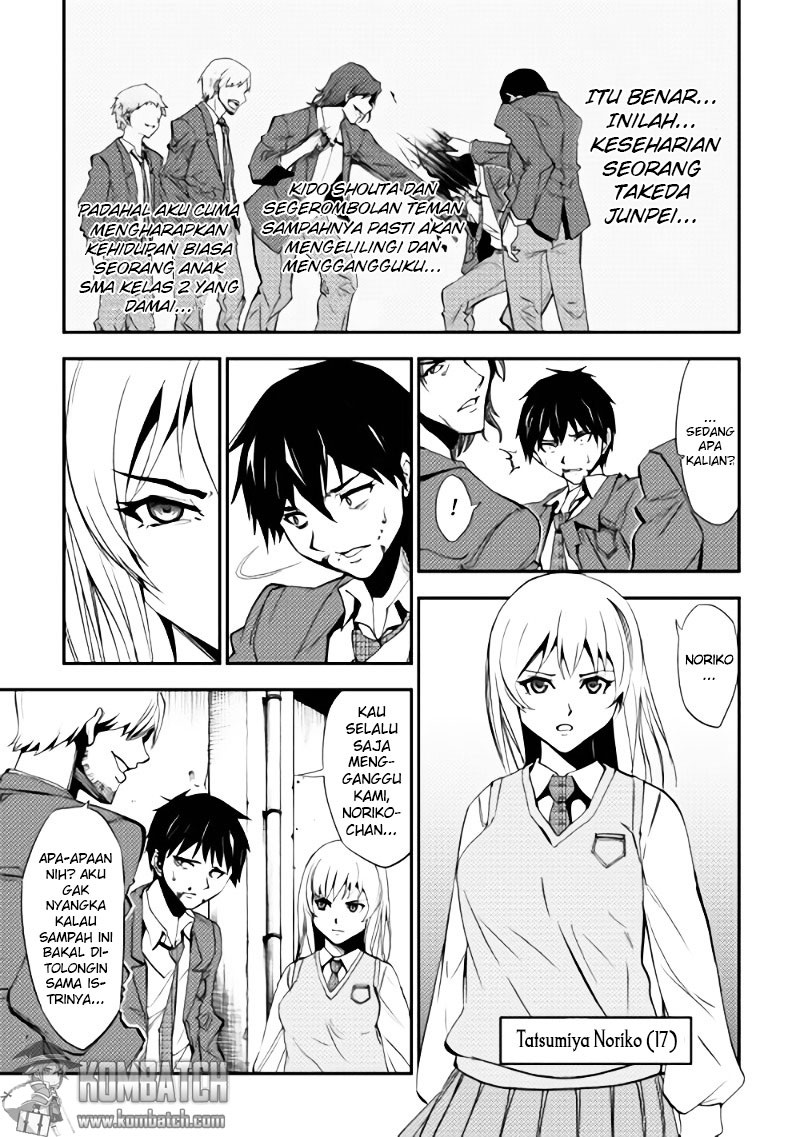 ITU BENAR...
INILAH...
KESEHARIAN
SEORANG
TAKEDA
JUNPEI...
KIDO SHOUTA DAN
SEGEROMBOLAN TEMAN
SAMPAHNYA PASTI AKAN
MENGELILINGI DAN
MENGGANGGUKU...
PADAHAL AKU CUMA
MENGHARAPKAN
KEHIDUPAN BIASA
SEORANG ANAK
SMA KELAS 2 YANG
DAMAI...
...
SEDANG
APA
KALIAN?
!
NORIKO
...
Tatsumiya Noriko (17)
KAU
SELALU
SAJA
MENG-
GANGGU
KAMI,
NORIKO-
CHAN...
APA-APAAN
NIH? AKU
GAK
NYANGKA
KALAU
SAMPAH INI
BAKAL DI-
TOLONGIN
SAMA IS-
TRINYA...
KOMBATCH
www.kombatch.com